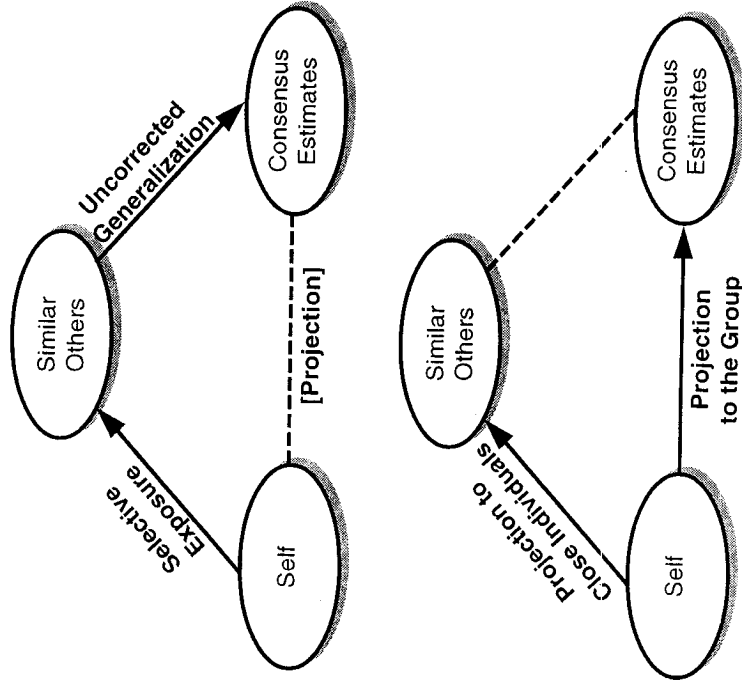 Similar
Others
Selective
Exposure
Uncorrected
Generalization
Self
[Projection]
Consensus
Estimates
Similar
Others
Projection to
Close Individuals
Self
Projection
to the Group
Consensus
Estimates